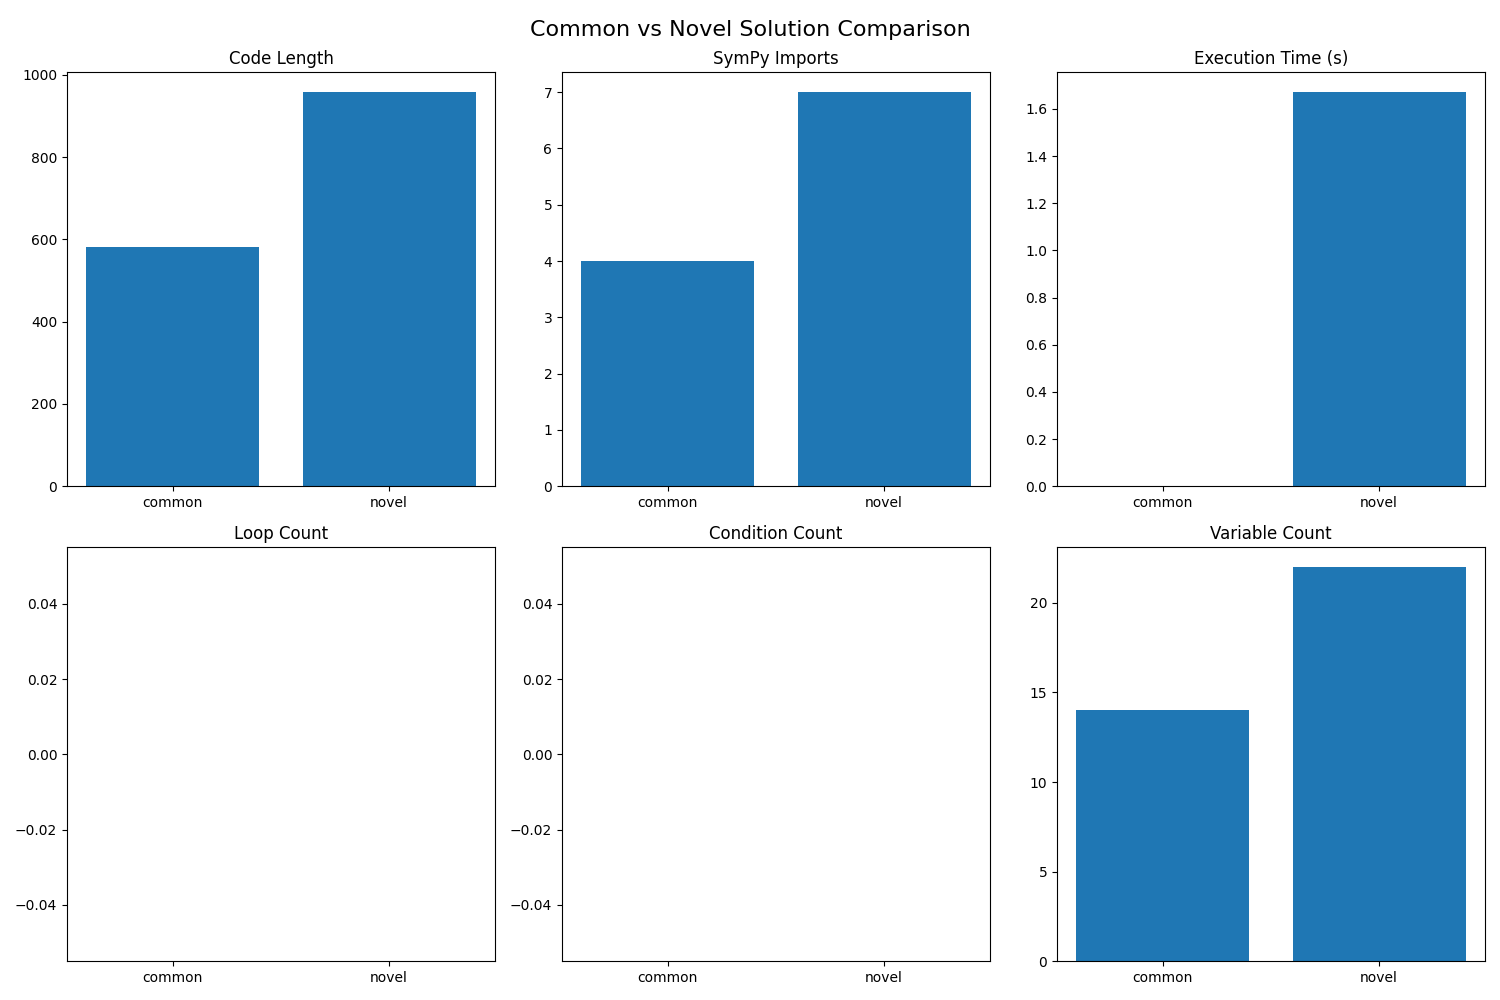 Common vs Novel Solution Comparison
Code Length
1000
800
600
400
200
0
common novel
SymPy Imports
7
6
5
4
3
2
1
0
common novel
Execution Time (s)
1.6
1.4
1.2
1.0
0.8
0.6
0.4
0.2
0.0
common novel
Loop Count
0.04
0.02
0.00
−0.02
−0.04
common novel
Condition Count
0.04
0.02
0.00
−0.02
−0.04
common novel
Variable Count
20
15
10
5
0
common novel